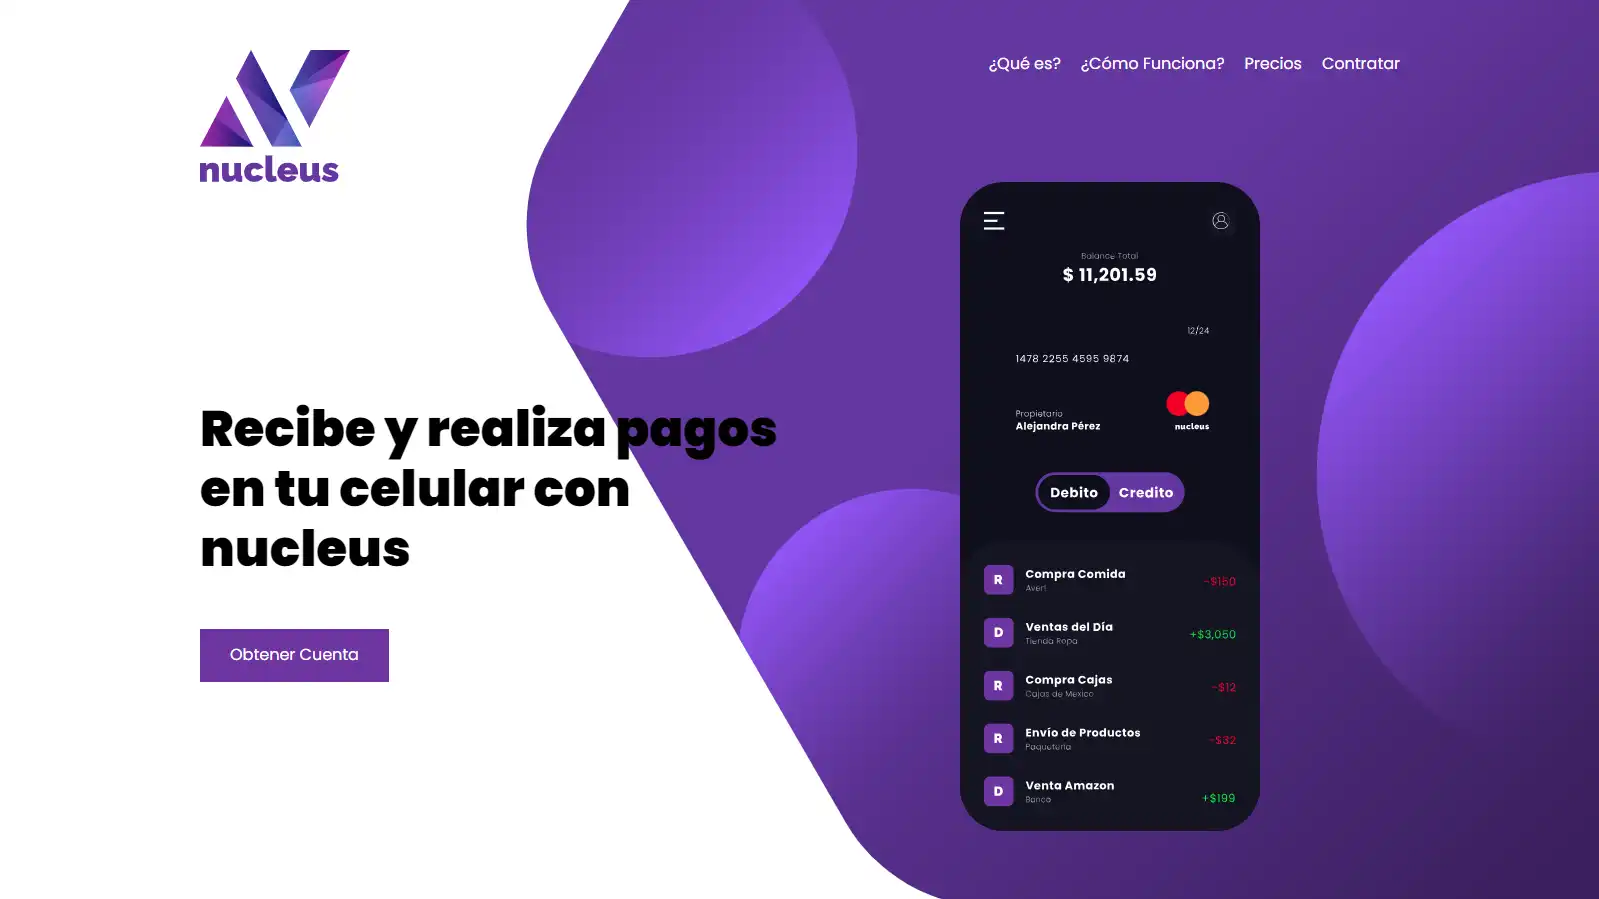 nucleus
¿Qué es? ¿Cómo Funciona? Precios Contratar
Recibe y realiza pagos
en tu celular con
nucleus
Obtener Cuenta
Balance Total
$ 11,201.59
12/24
1478 2255 4595 9874
Propietario
Alejandra Pérez
nucleus
Debito Credito
R Compra Comida -$150
Aver!
D Ventas del Día +$3,050
Tienda Ropa
R Compra Cajas -$12
Cajas de Mexico
R Envío de Productos -$32
Paqueteria
D Venta Amazon +$199
Banco